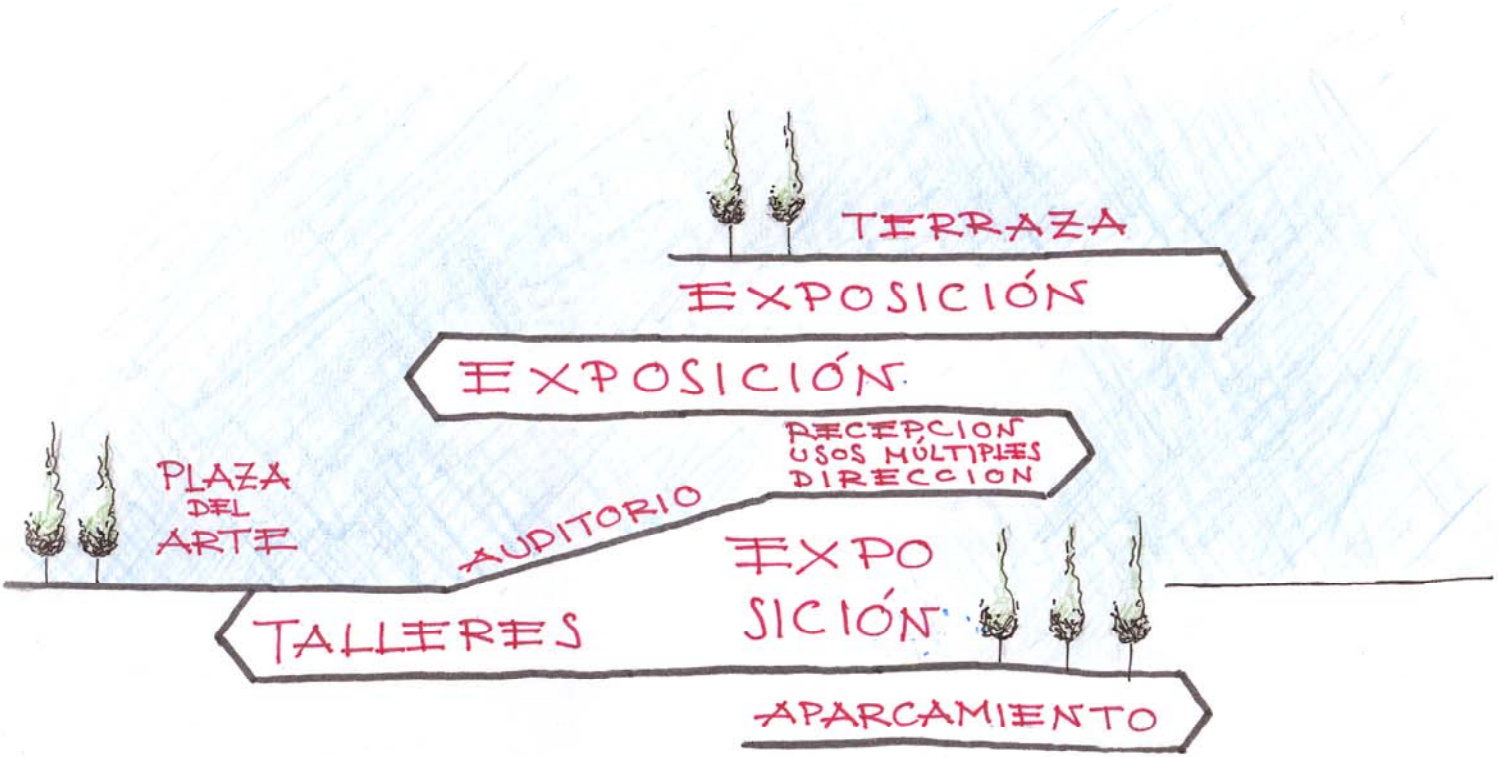 TERRAZA
EXPOSICIÓN
EXPOSICIÓN.
RECEPCION
USOS MÚLTIPLES
DIRECCION
PLAZA
DEL
ARTE
AUDITORIO
EXPO
SICIÓN
TALLERES
APARCAMIENTO